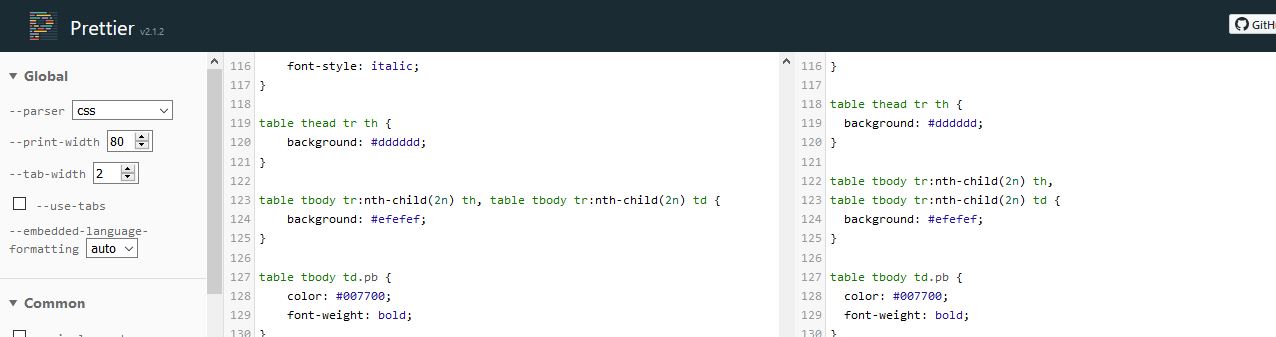 Prettier v2.1.2
Global
--parser css
--print-width 80
--tab-width 2
--use-tabs
--embedded-language-
formatting auto
Common
116     font-style: italic;
117 }
118
119 table thead tr th {
120     background: #dddddd;
121 }
122
123 table tbody tr:nth-child(2n) th, table tbody tr:nth-child(2n) td {
124     background: #efefef;
125 }
126
127 table tbody td.pb {
128     color: #007700;
129     font-weight: bold;
130 }
116 }
117
118 table thead tr th {
119   background: #dddddd;
120 }
121
122 table tbody tr:nth-child(2n) th,
123 table tbody tr:nth-child(2n) td {
124   background: #efefef;
125 }
126
127 table tbody td.pb {
128   color: #007700;
129   font-weight: bold;
130 }